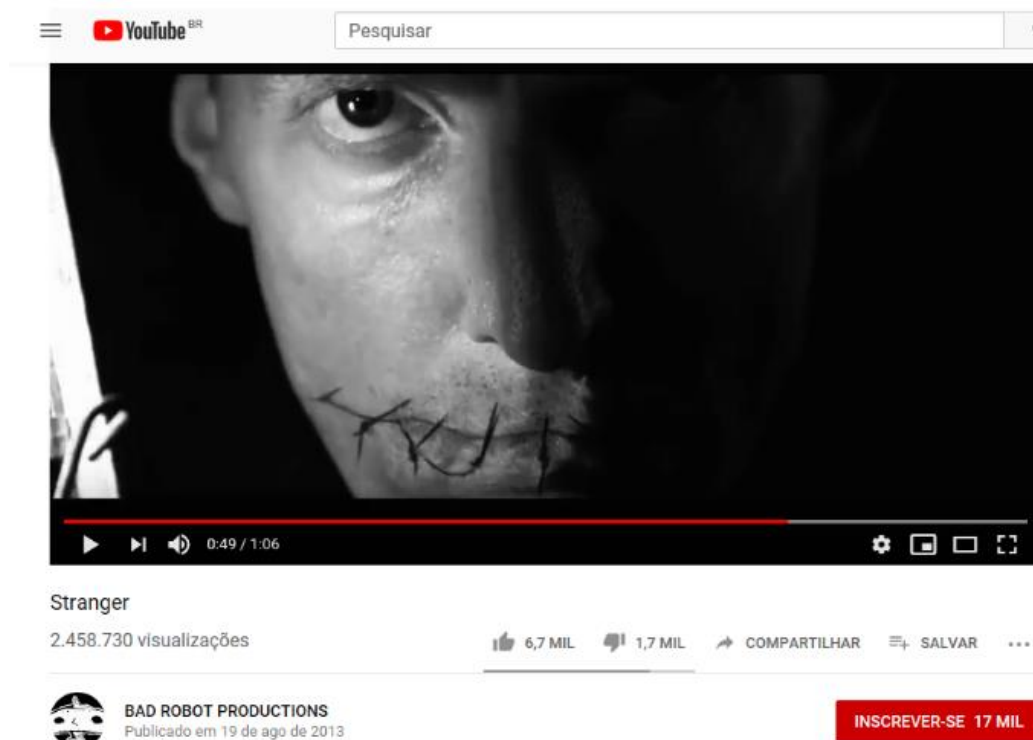 YouTube BR
Pesquisar
0:49 / 1:06
Stranger
2.458.730 visualizações
6,7 MIL
1,7 MIL
COMPARTILHAR
SALVAR
BAD ROBOT PRODUCTIONS
INSCREVER-SE 17 MIL
Publicado em 19 de ago de 2013